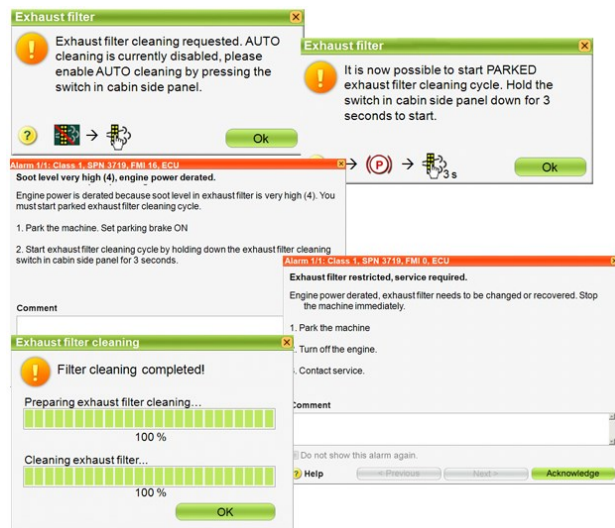 Exhaust filter
Exhaust filter cleaning requested. AUTO
cleaning is currently disabled, please
enable AUTO cleaning by pressing the
switch in cabin side panel.
? → Ok
Exhaust filter
It is now possible to start PARKED
exhaust filter cleaning cycle. Hold the
switch in cabin side panel down for 3
seconds to start.
→ (P) → 3 s Ok
Alarm 1/1: Class 1, SPN 3719, FMI 16, ECU
Soot level very high (4), engine power derated.
Engine power is derated because soot level in exhaust filter is very high (4). You
must start parked exhaust filter cleaning cycle.
1. Park the machine. Set parking brake ON
2. Start exhaust filter cleaning cycle by holding down the exhaust filter cleaning
switch in cabin side panel for 3 seconds.
Comment
Alarm 1/1: Class 1, SPN 3719, FMI 0, ECU
Exhaust filter restricted, service required.
Engine power derated, exhaust filter needs to be changed or recovered. Stop
the machine immediately.
1. Park the machine
2. Turn off the engine.
3. Contact service.
Comment
Do not show this alarm again.
? Help < Previous Next > Acknowledge
Exhaust filter cleaning
Filter cleaning completed!
Preparing exhaust filter cleaning...
100 %
Cleaning exhaust filter...
100 %
OK